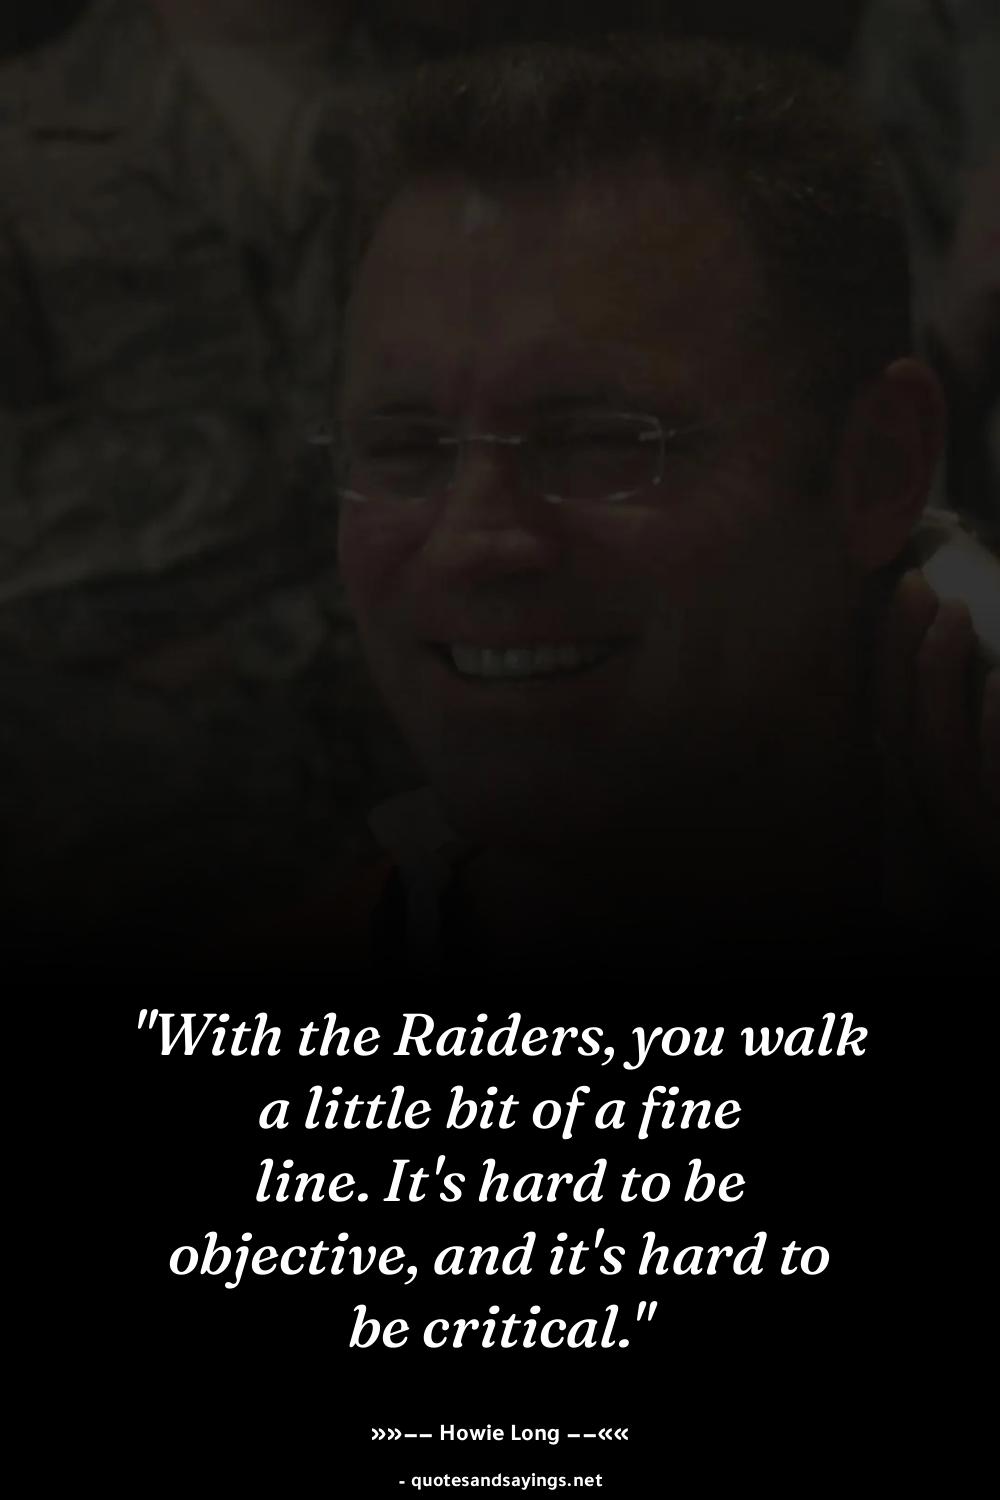 "With the Raiders, you walk
a little bit of a fine
line. It's hard to be
objective, and it's hard to
be critical."
»»–– Howie Long ––««
- quotesandsayings.net